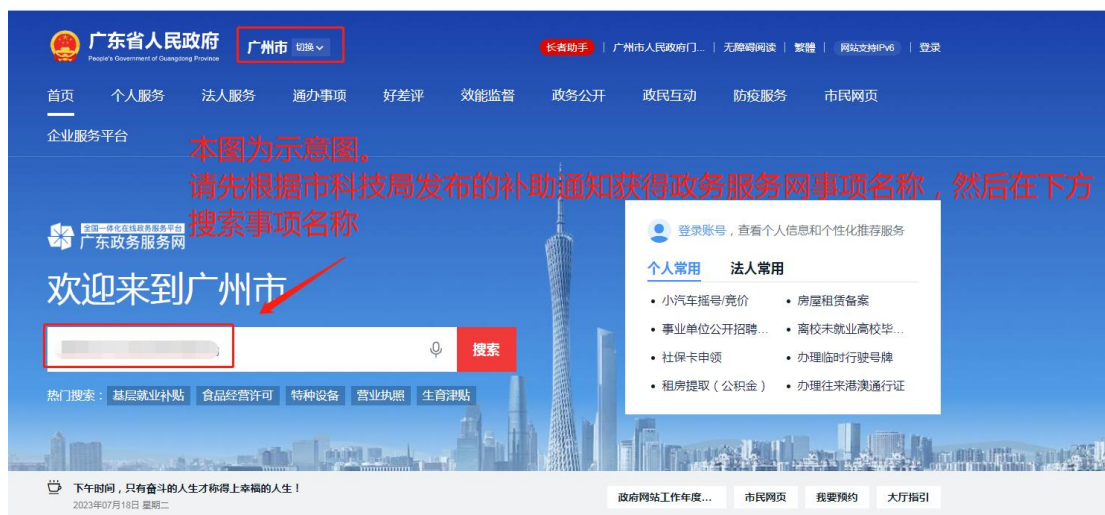 广东省人民政府
People's Government of Guangdong Province
广州市 切换
长者助手 | 广州市人民政府门... | 无障碍阅读 | 繁體 | 网站支持IPv6 | 登录
首页 个人服务 法人服务 通办事项 好差评 效能监督 政务公开 政民互动 防疫服务 市民网页
企业服务平台
本图为示意图。
请先根据市科技局发布的补助通知获得政务服务网事项名称，然后在下方
搜索事项名称
全国一体化在线政务服务平台
广东政务服务网
欢迎来到广州市
搜索
热门搜索： 基层就业补贴 食品经营许可 特种设备 营业执照 生育津贴
登录账号，查看个人信息和个性化推荐服务
个人常用 法人常用
• 小汽车摇号/竞价 • 房屋租赁备案
• 事业单位公开招聘... • 离校未就业高校毕...
• 社保卡申领 • 办理临时行驶号牌
• 租房提取（公积金） • 办理往来港澳通行证
下午时间，只有奋斗的人生才称得上幸福的人生！
2023年07月18日 星期二
政府网站工作年度... 市民网页 我要预约 大厅指引